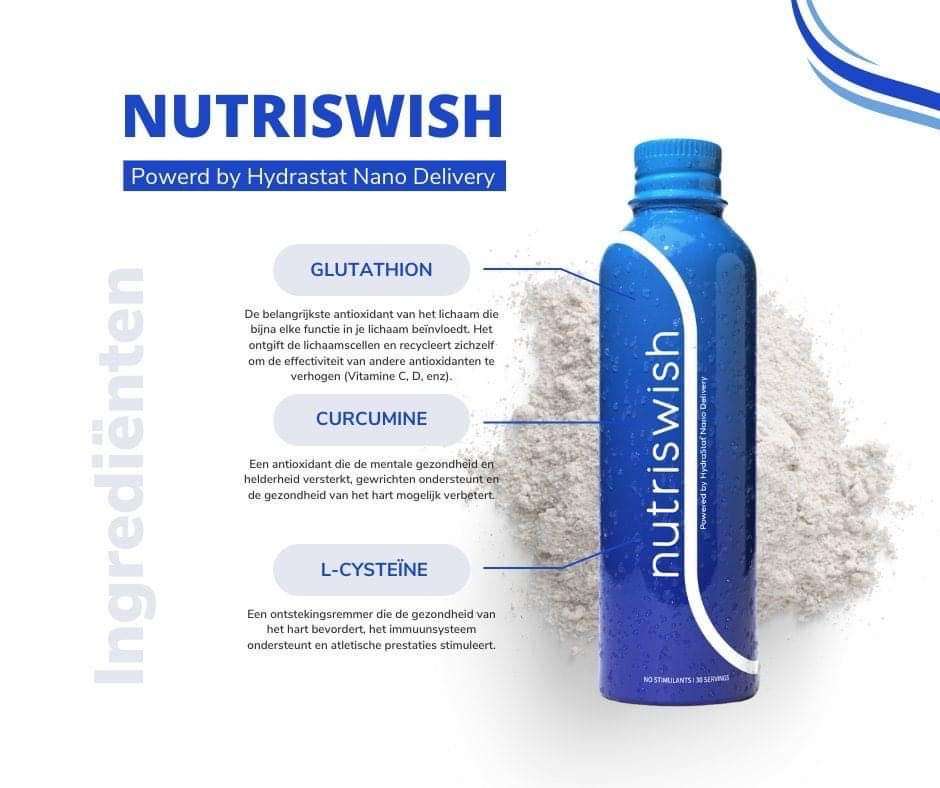 NUTRISWISH
Powerd by Hydrastat Nano Delivery
Ingrediënten
GLUTATHION
De belangrijkste antioxidant van het lichaam die
bijna elke functie in je lichaam beïnvloedt. Het
ontgift de lichaamscellen en recycleert zichzelf
om de effectiviteit van andere antioxidanten te
verhogen (Vitamine C, D, enz).
CURCUMINE
Een antioxidant die de mentale gezondheid en
helderheid versterkt, gewrichten ondersteunt en
de gezondheid van het hart mogelijk verbetert.
L-CYSTEÏNE
Een ontstekingsremmer die de gezondheid van
het hart bevordert, het immuunsysteem
ondersteunt en atletische prestaties stimuleert.
nutriswish
Powered by HydraStat Nano Delivery
NO STIMULANTS | 30 SERVINGS